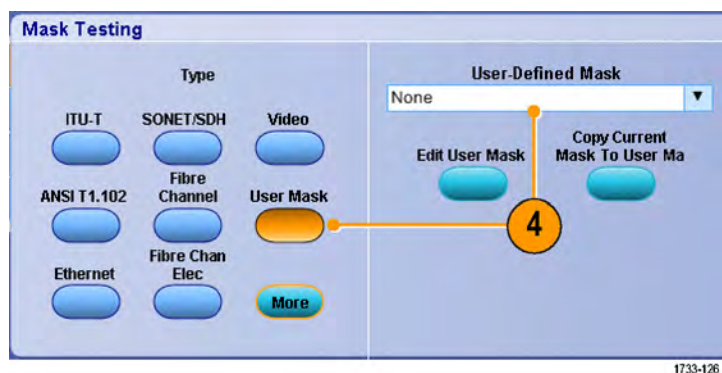 Mask Testing
Type
User-Defined Mask
None
ITU-T SONET/SDH Video
Edit User Mask
Copy Current
Mask To User Ma
ANSI T1.102
Fibre
Channel
User Mask
4
Ethernet
Fibre Chan
Elec
More
1733-126